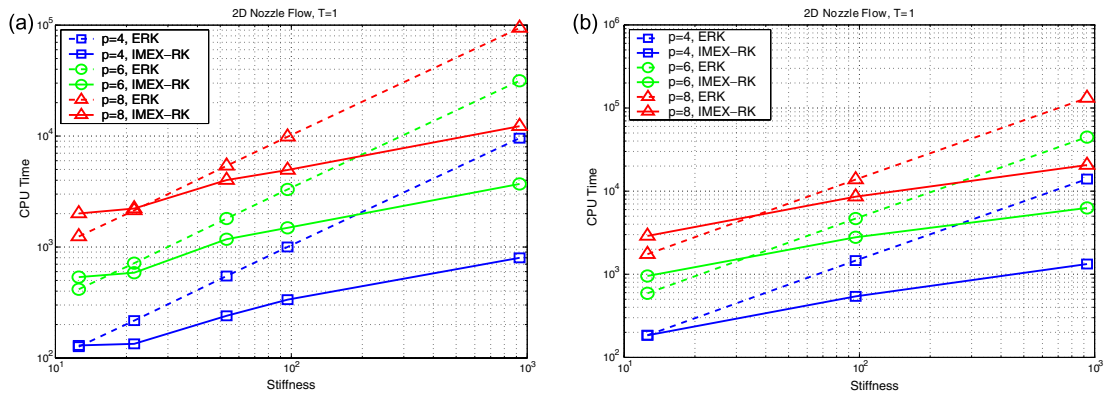 (a)
2D Nozzle Flow, T=1
CPU Time
10^5
10^4
10^3
10^2
p=4, ERK
p=4, IMEX−RK
p=6, ERK
p=6, IMEX−RK
p=8, ERK
p=8, IMEX−RK
10^1
10^2
10^3
Stiffness
(b)
2D Nozzle Flow, T=1
CPU Time
10^6
10^5
10^4
10^3
10^2
p=4, ERK
p=4, IMEX−RK
p=6, ERK
p=6, IMEX−RK
p=8, ERK
p=8, IMEX−RK
10^1
10^2
10^3
Stiffness